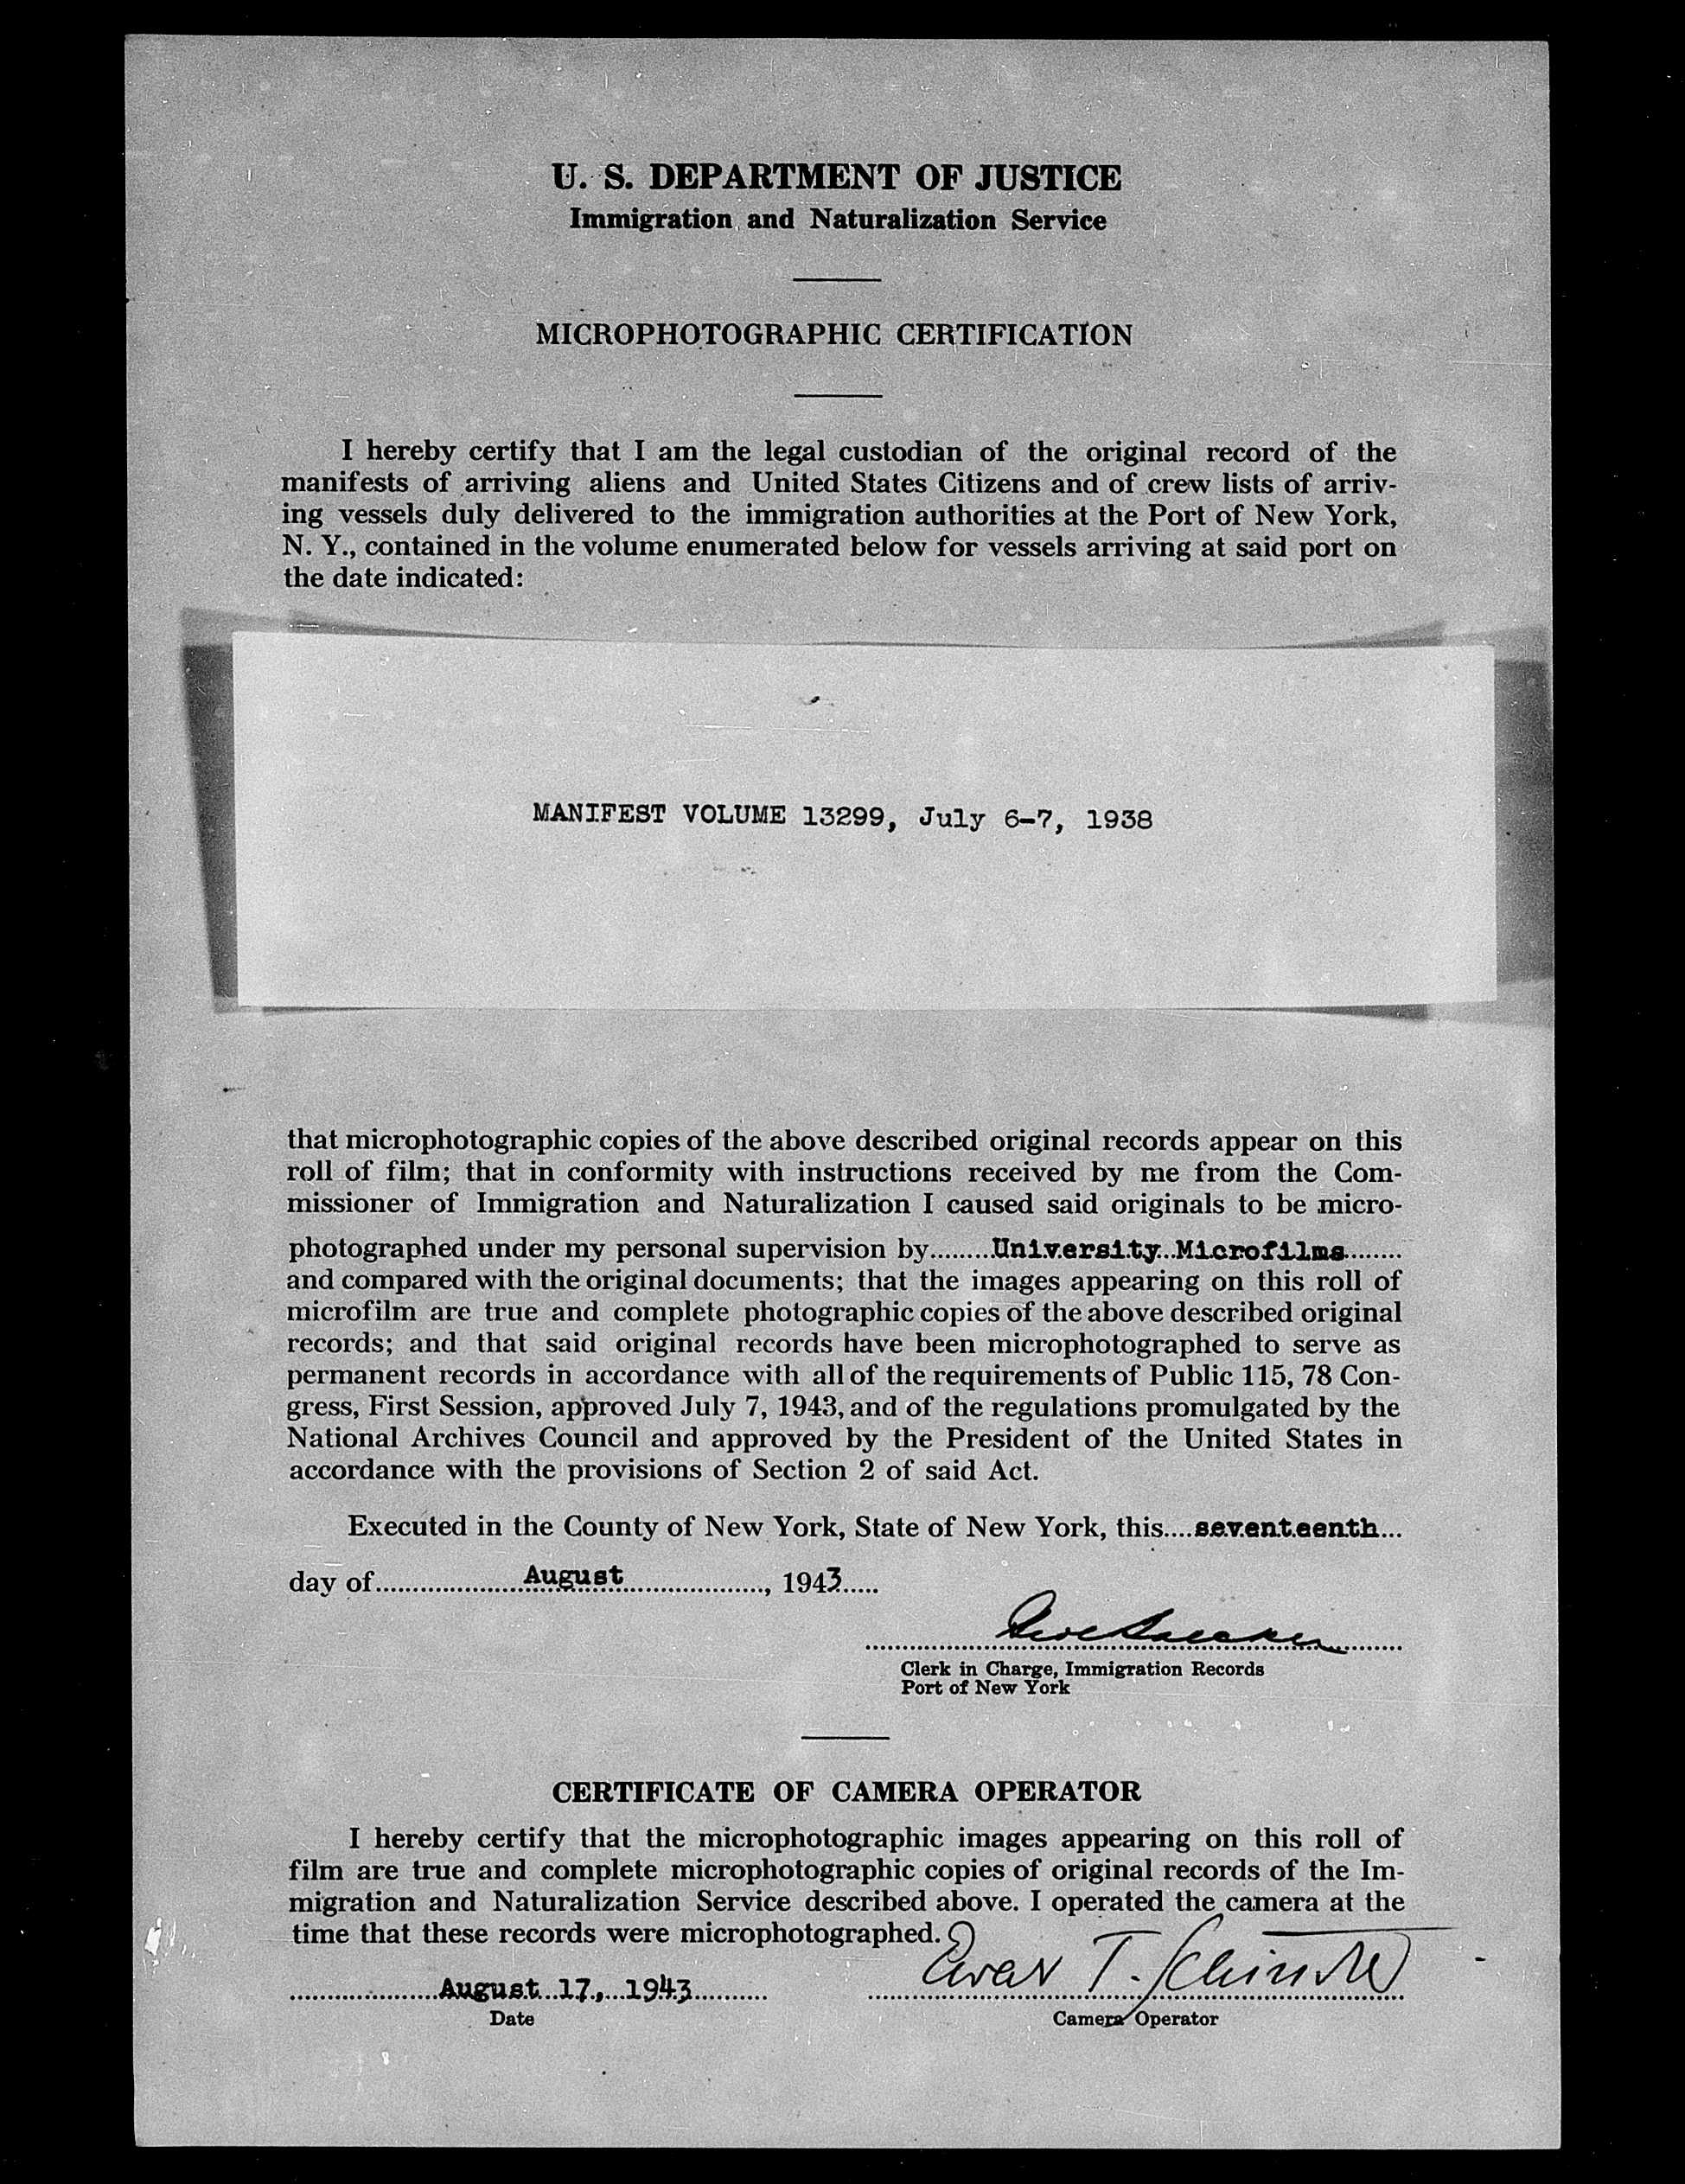 U. S. DEPARTMENT OF JUSTICE
Immigration and Naturalization Service
MICROPHOTOGRAPHIC CERTIFICATION
I hereby certify that I am the legal custodian of the original record of the
manifests of arriving aliens and United States Citizens and of crew lists of arriv-
ing vessels duly delivered to the immigration authorities at the Port of New York,
N. Y., contained in the volume enumerated below for vessels arriving at said port on
the date indicated:
MANIFEST VOLUME 13299, July 6-7, 1938
that microphotographic copies of the above described original records appear on this
roll of film; that in conformity with instructions received by me from the Com-
missioner of Immigration and Naturalization I caused said originals to be micro-
photographed under my personal supervision by........University Microfilms........
and compared with the original documents; that the images appearing on this roll of
microfilm are true and complete photographic copies of the above described original
records; and that said original records have been microphotographed to serve as
permanent records in accordance with all of the requirements of Public 115, 78 Con-
gress, First Session, approved July 7, 1943, and of the regulations promulgated by the
National Archives Council and approved by the President of the United States in
accordance with the provisions of Section 2 of said Act.
Executed in the County of New York, State of New York, this....seventeenth...
day of....................August...................., 1943.....
Clerk in Charge, Immigration Records
Port of New York
CERTIFICATE OF CAMERA OPERATOR
I hereby certify that the microphotographic images appearing on this roll of
film are true and complete microphotographic copies of original records of the Im-
migration and Naturalization Service described above. I operated the camera at the
time that these records were microphotographed.
T.
....................August 17, 1943..........
Date
Camera Operator